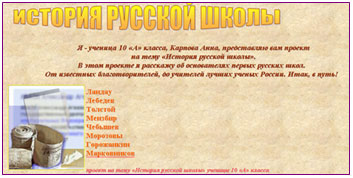 ИСТОРИЯ РУССКОЙ ШКОЛЫ
Я - ученица 10 «А» класса, Карпова Анна, представляю вам проект
на тему «История русской школы».
В этом проекте я расскажу об основателях первых русских школ.
От известных благотворителей, до учителей лучших ученых России. Итак, в путь!
Ландау
Лебедев
Толстой
Мензбир
Чебышев
Морозовы
Горожанкин
Марковников
проект на тему «История русской школы» ученицы 10 «А» класса